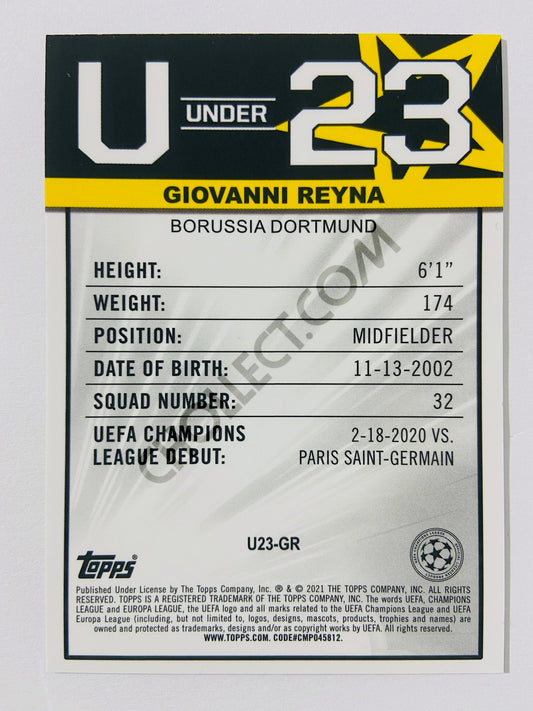 U UNDER 23
GIOVANNI REYNA
BORUSSIA DORTMUND
HEIGHT: 6'1"
WEIGHT: 174
POSITION: MIDFIELDER
DATE OF BIRTH: 11-13-2002
SQUAD NUMBER: 32
UEFA CHAMPIONS 2-18-2020 VS.
LEAGUE DEBUT: PARIS SAINT-GERMAIN
CHOLLECT.COM
U23-GR
topps®
Published Under License by The Topps Company, Inc. ® & © 2021 THE TOPPS COMPANY, INC. ALL RIGHTS
RESERVED. TOPPS IS A REGISTERED TRADEMARK OF THE TOPPS COMPANY, INC. The words UEFA, CHAMPIONS
LEAGUE and EUROPA LEAGUE, the UEFA logo and all marks related to the UEFA Champions League and UEFA
Europa League (including, but not limited to, logos, designs, mascots, products, trophies and names) are
owned and protected as trademarks, designs and/or as copyright works by UEFA. All rights reserved.
WWW.TOPPS.COM. CODE#CMP045812.